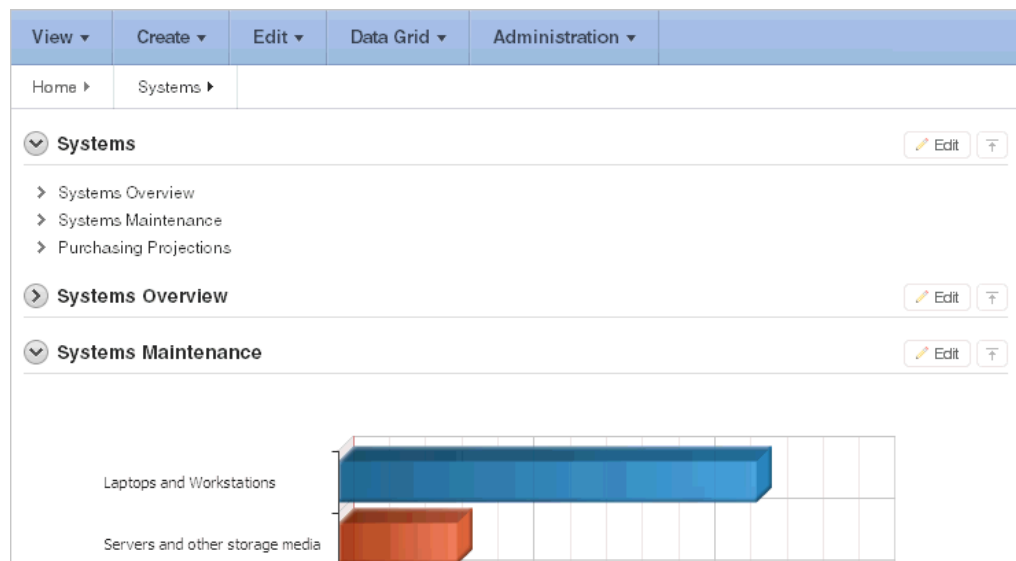 View Create Edit Data Grid Administration
Home Systems
Systems Edit
Systems Overview
Systems Maintenance
Purchasing Projections
Systems Overview Edit
Systems Maintenance Edit
Laptops and Workstations
Servers and other storage media